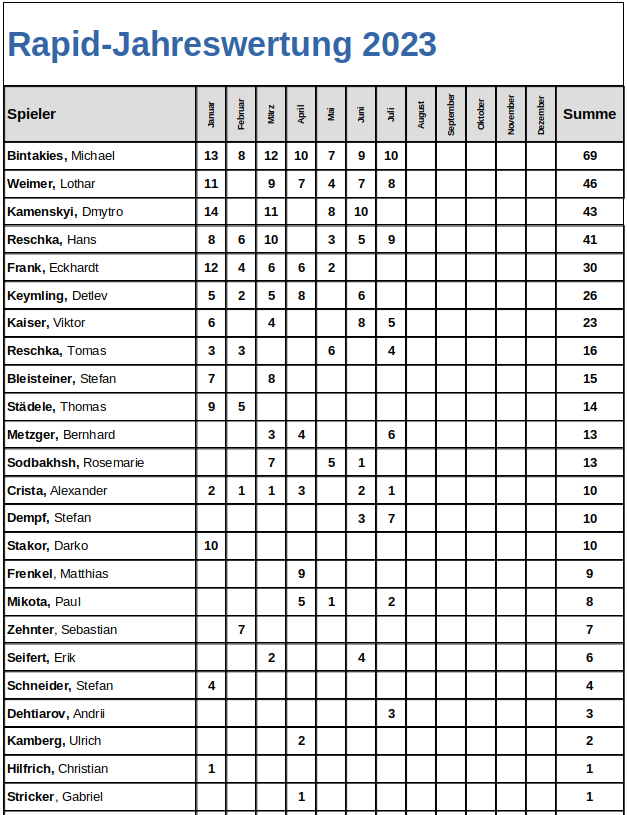 Rapid-Jahreswertung 2023
Spieler Januar Februar März April Mai Juni Juli August September Oktober November Dezember Summe
Bintakies, Michael 13 8 12 10 7 9 10 69
Weimer, Lothar 11 9 7 4 7 8 46
Kamenskyi, Dmytro 14 11 8 10 43
Reschka, Hans 8 6 10 3 5 9 41
Frank, Eckhardt 12 4 6 6 2 30
Keymling, Detlev 5 2 5 8 6 26
Kaiser, Viktor 6 4 8 5 23
Reschka, Tomas 3 3 6 4 16
Bleisteiner, Stefan 7 8 15
Städele, Thomas 9 5 14
Metzger, Bernhard 3 4 6 13
Sodbakhsh, Rosemarie 7 5 1 13
Crista, Alexander 2 1 1 3 2 1 10
Dempf, Stefan 3 7 10
Stakor, Darko 10 10
Frenkel, Matthias 9 9
Mikota, Paul 5 1 2 8
Zehnter, Sebastian 7 7
Seifert, Erik 2 4 6
Schneider, Stefan 4 4
Dehtiarov, Andrii 3 3
Kamberg, Ulrich 2 2
Hilfrich, Christian 1 1
Stricker, Gabriel 1 1